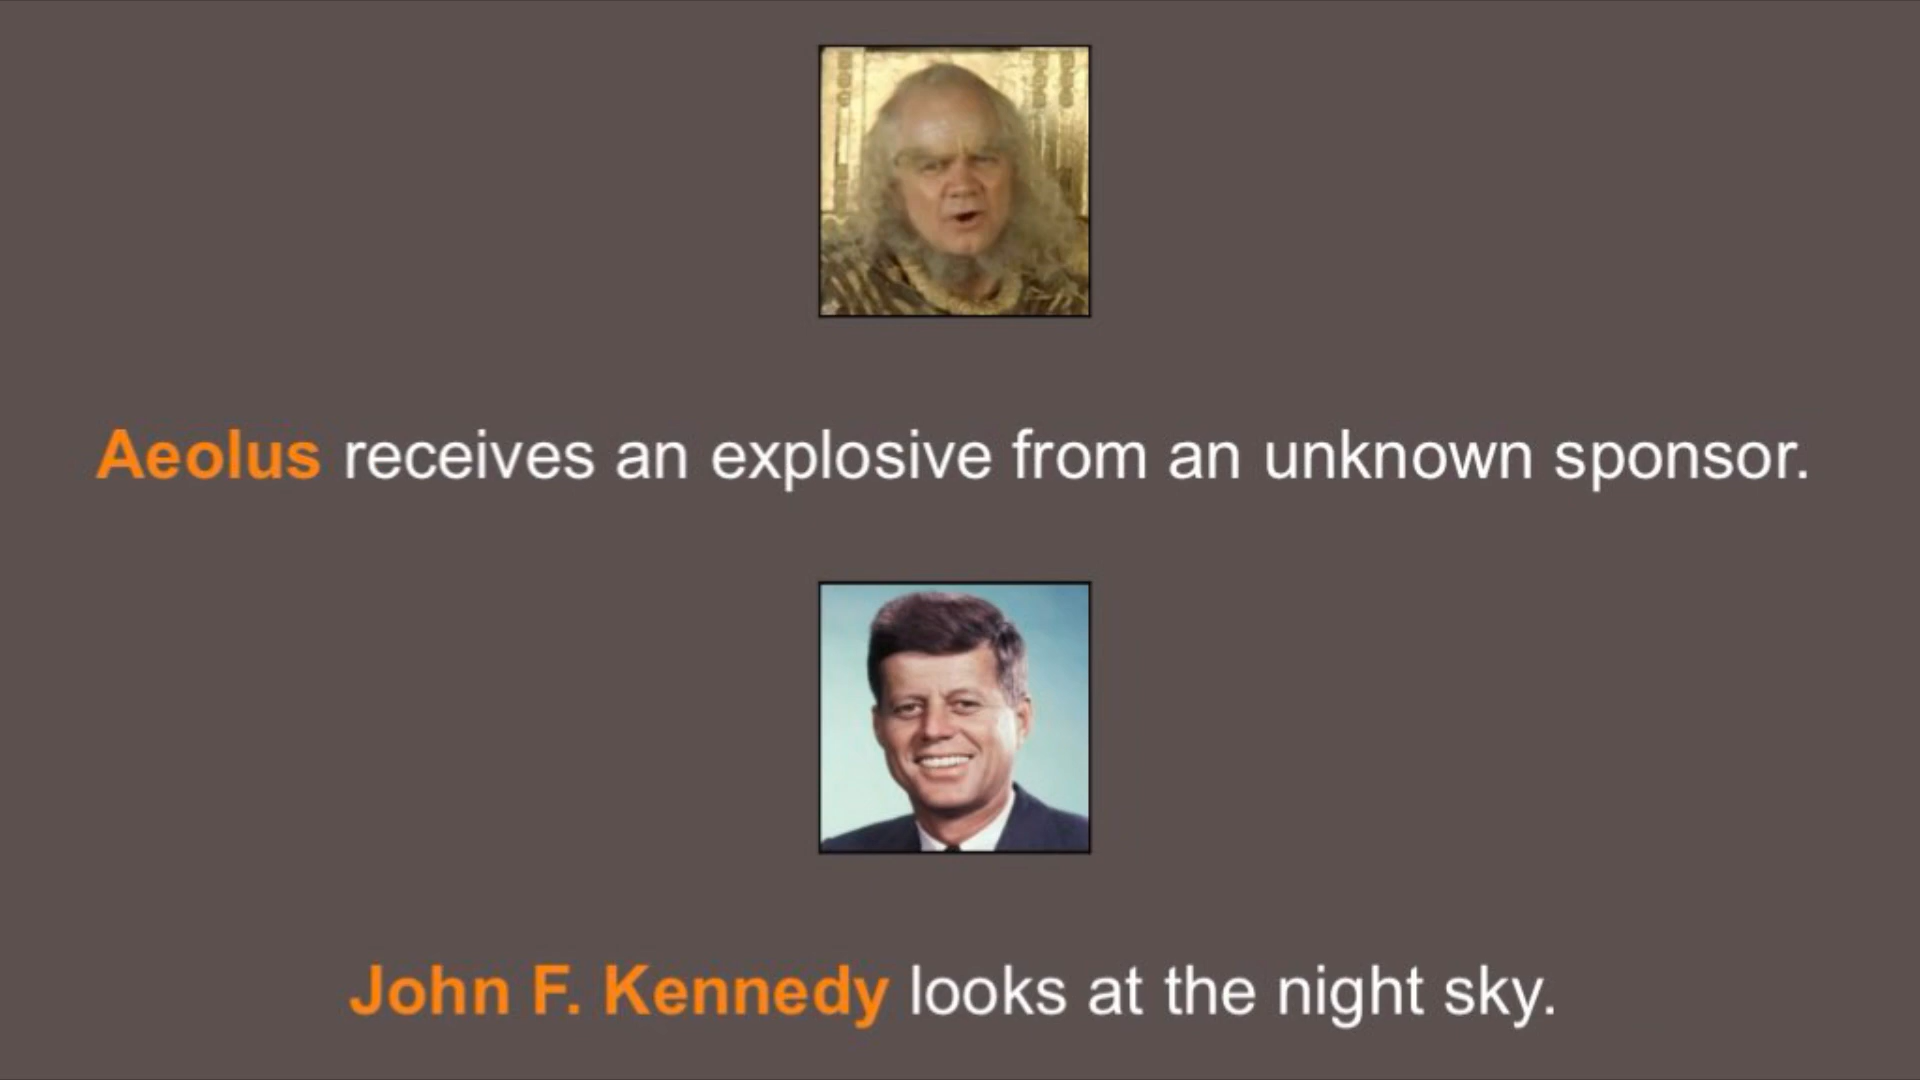 Aeolus receives an explosive from an unknown sponsor.
John F. Kennedy looks at the night sky.